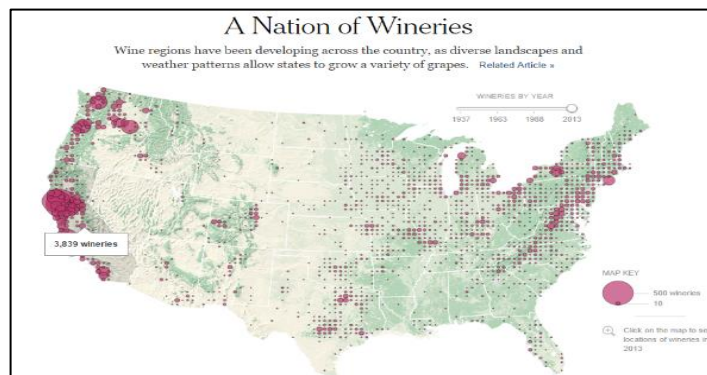 A Nation of Wineries
Wine regions have been developing across the country, as diverse landscapes and
weather patterns allow states to grow a variety of grapes. Related Article »
WINERIES BY YEAR
1937 1963 1988 2013
3,839 wineries
MAP KEY
500 wineries
10
Click on the map to se
locations of wineries in
2013